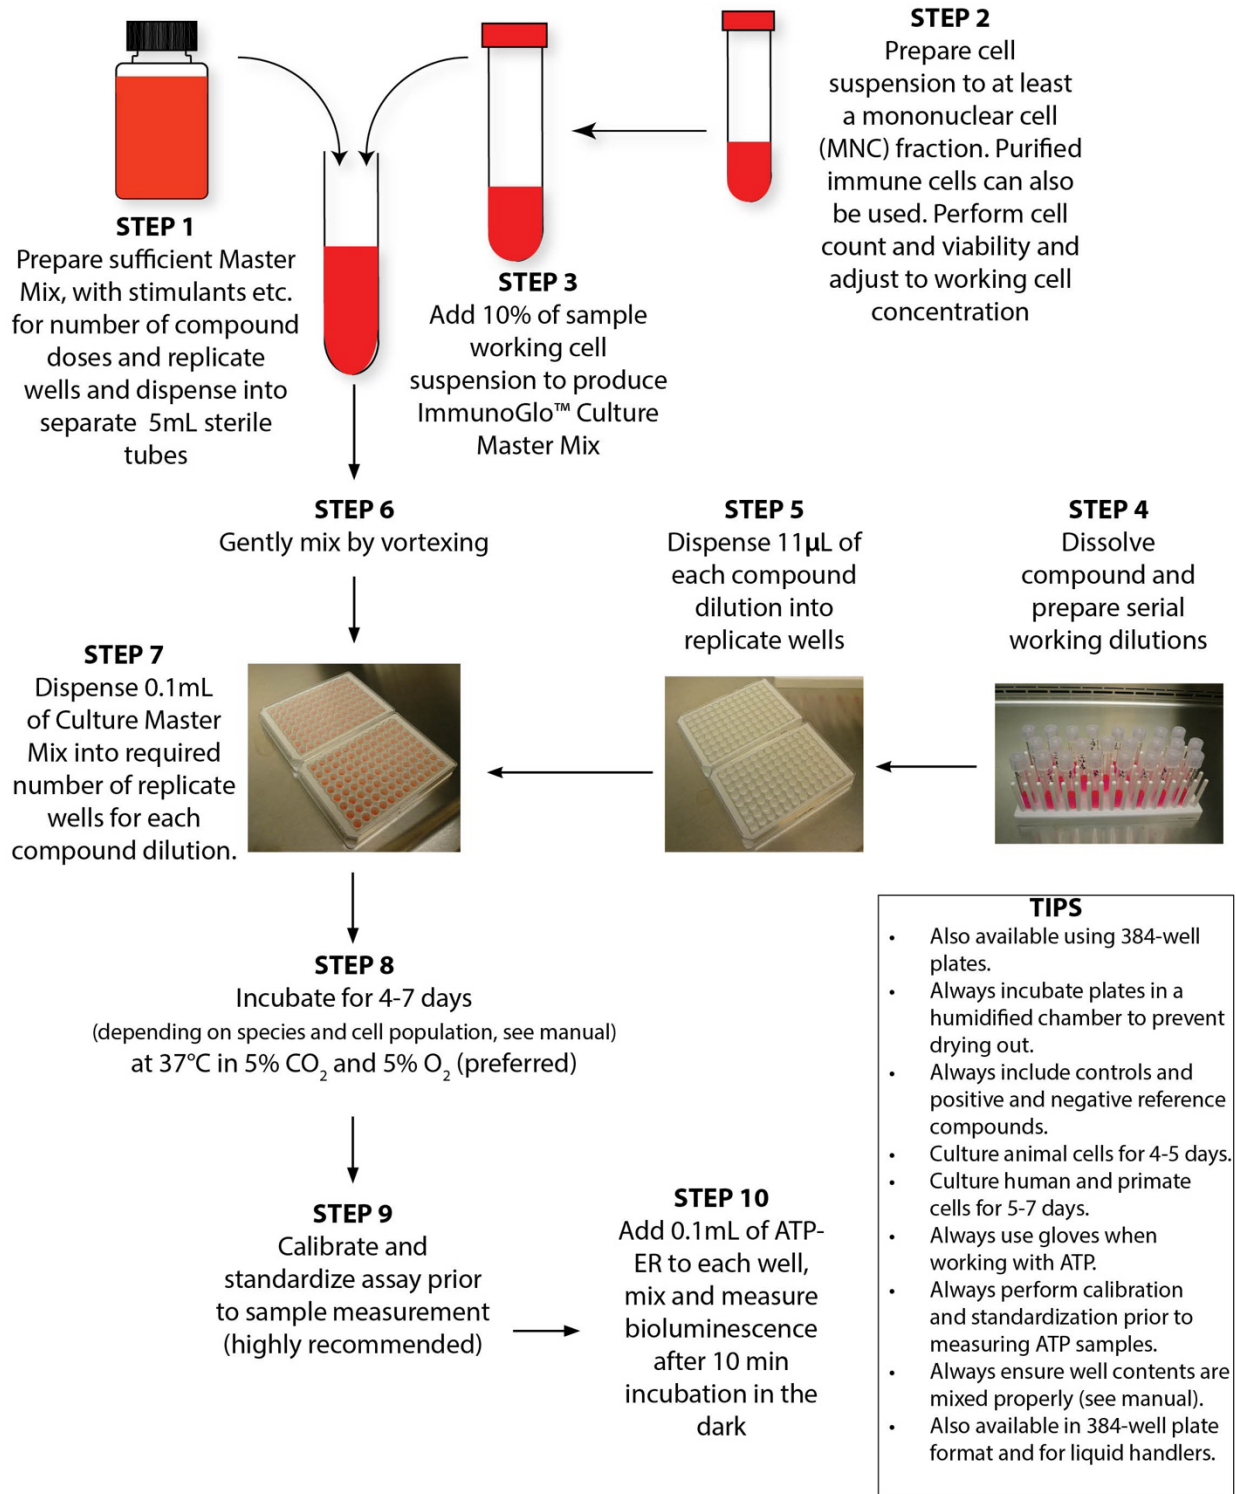 STEP 1
Prepare sufficient Master
Mix, with stimulants etc.
for number of compound
doses and replicate
wells and dispense into
separate 5mL sterile
tubes
STEP 2
Prepare cell
suspension to at least
a mononuclear cell
(MNC) fraction. Purified
immune cells can also
be used. Perform cell
count and viability and
adjust to working cell
concentration
STEP 3
Add 10% of sample
working cell
suspension to produce
ImmunoGlo™ Culture
Master Mix
STEP 4
Dissolve
compound and
prepare serial
working dilutions
STEP 5
Dispense 11µL of
each compound
dilution into
replicate wells
STEP 6
Gently mix by vortexing
STEP 7
Dispense 0.1mL
of Culture Master
Mix into required
number of replicate
wells for each
compound dilution.
STEP 8
Incubate for 4-7 days
(depending on species and cell population, see manual)
at 37°C in 5% CO₂ and 5% O₂ (preferred)
STEP 9
Calibrate and
standardize assay prior
to sample measurement
(highly recommended)
STEP 10
Add 0.1mL of ATP-
ER to each well,
mix and measure
bioluminescence
after 10 min
incubation in the
dark
TIPS
• Also available using 384-well
plates.
• Always incubate plates in a
humidified chamber to prevent
drying out.
• Always include controls and
positive and negative reference
compounds.
• Culture animal cells for 4-5 days.
• Culture human and primate
cells for 5-7 days.
• Always use gloves when
working with ATP.
• Always perform calibration
and standardization prior to
measuring ATP samples.
• Always ensure well contents are
mixed properly (see manual).
• Also available in 384-well plate
format and for liquid handlers.